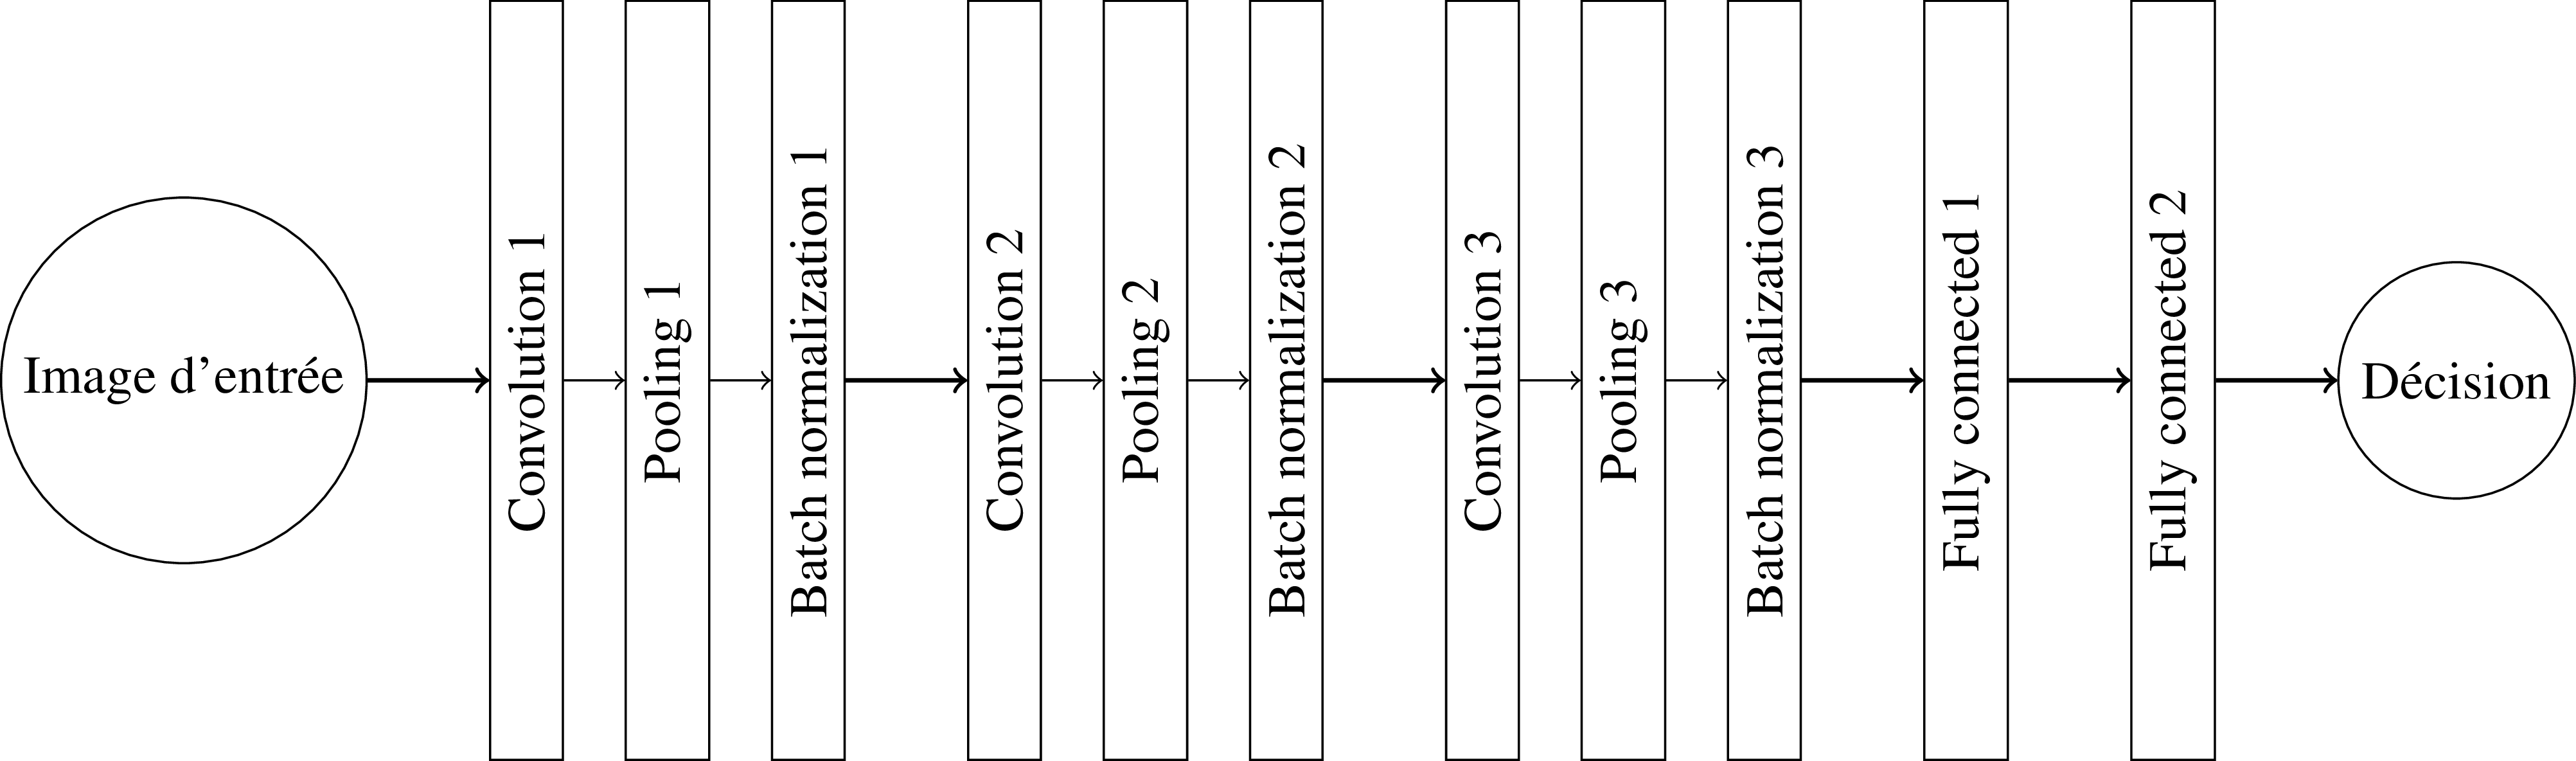 Image d’entrée
Convolution 1
Pooling 1
Batch normalization 1
Convolution 2
Pooling 2
Batch normalization 2
Convolution 3
Pooling 3
Batch normalization 3
Fully connected 1
Fully connected 2
Décision